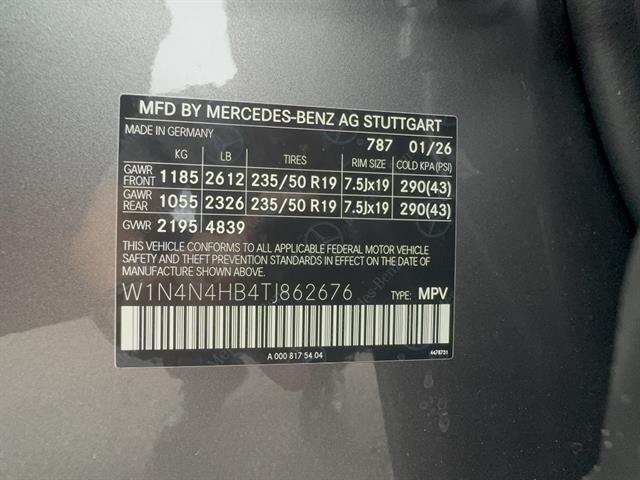 MFD BY MERCEDES-BENZ AG STUTTGART
MADE IN GERMANY 787 01/26
KG LB TIRES RIM SIZE COLD KPA(PSI)
GAWR FRONT 1185 2612 235/50 R19 7.5Jx19 290(43)
GAWR REAR 1055 2326 235/50 R19 7.5Jx19 290(43)
GVWR 2195 4839
THIS VEHICLE CONFORMS TO ALL APPLICABLE FEDERAL MOTOR VEHICLE
SAFETY AND THEFT PREVENTION STANDARDS IN EFFECT ON THE DATE OF
MANUFACTURE SHOWN ABOVE.
W1N4N4HB4TJ862676 TYPE: MPV
A 000 817 54 04 4478731